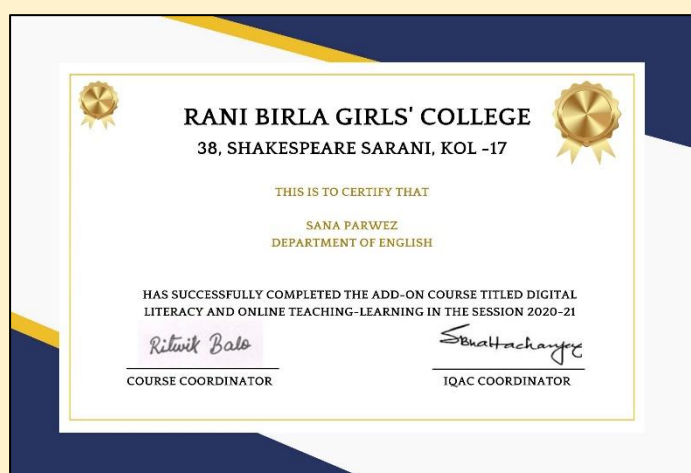 RANI BIRLA GIRLS' COLLEGE
38, SHAKESPEARE SARANI, KOL -17
THIS IS TO CERTIFY THAT
SANA PARWEZ
DEPARTMENT OF ENGLISH
HAS SUCCESSFULLY COMPLETED THE ADD-ON COURSE TITLED DIGITAL
LITERACY AND ONLINE TEACHING-LEARNING IN THE SESSION 2020-21
Ritwik Balo
COURSE COORDINATOR
IQAC COORDINATOR